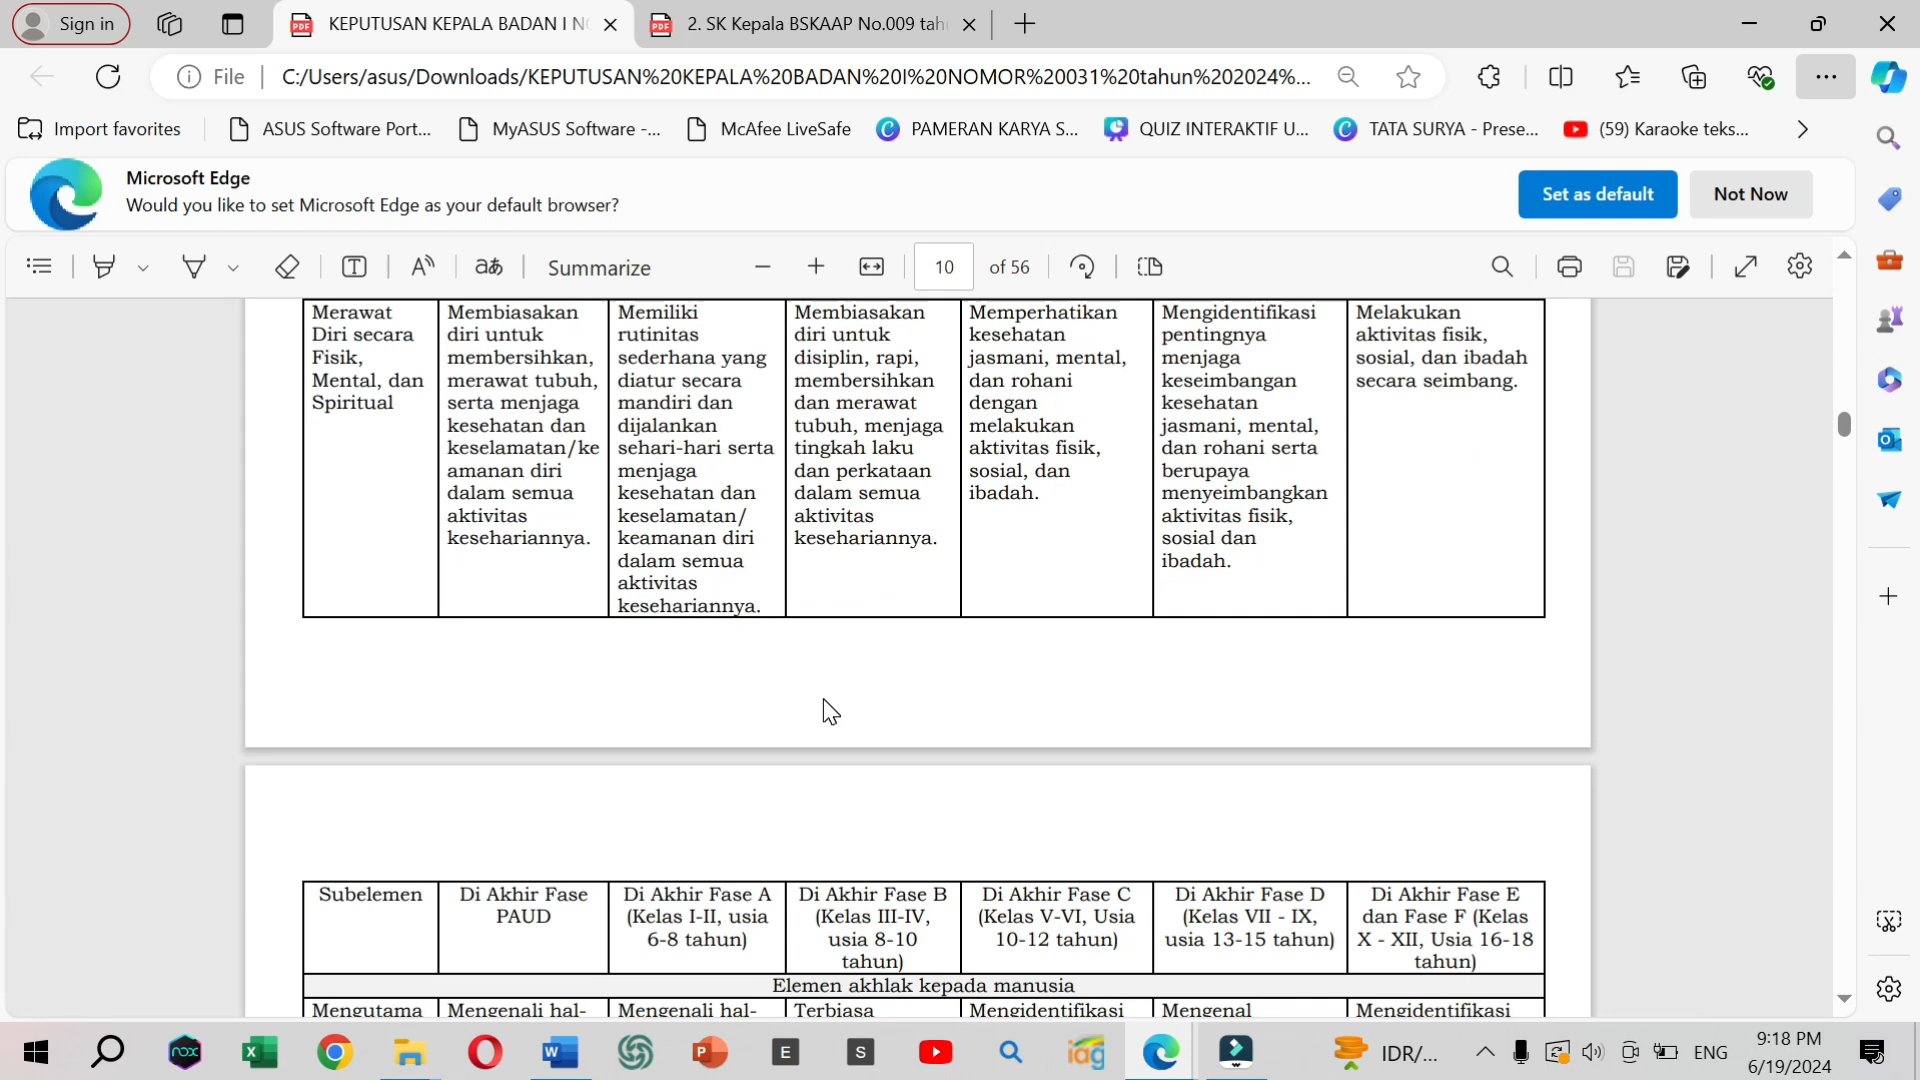 Sign in
KEPUTUSAN KEPALA BADAN I N
2. SK Kepala BSKAAP No.009 tah
File
C:/Users/asus/Downloads/KEPUTUSAN%20KEPALA%20BADAN%20I%20NOMOR%20031%20tahun%202024%...
Import favorites
ASUS Software Port...
MyASUS Software -...
McAfee LiveSafe
PAMERAN KARYA S...
QUIZ INTERAKTIF U...
TATA SURYA - Prese...
(59) Karaoke teks...
Microsoft Edge
Would you like to set Microsoft Edge as your default browser?
Set as default
Not Now
Summarize
10
of 56
Merawat
Diri secara
Fisik,
Mental, dan
Spiritual
Membiasakan
diri untuk
membersihkan,
merawat tubuh,
serta menjaga
kesehatan dan
keselamatan/ke
amanan diri
dalam semua
aktivitas
kesehariannya.
Memiliki
rutinitas
sederhana yang
diatur secara
mandiri dan
dijalankan
sehari-hari serta
menjaga
kesehatan dan
keselamatan/
keamanan diri
dalam semua
aktivitas
kesehariannya.
Membiasakan
diri untuk
disiplin, rapi,
membersihkan
dan merawat
tubuh, menjaga
tingkah laku
dan perkataan
dalam semua
aktivitas
kesehariannya.
Memperhatikan
kesehatan
jasmani, mental,
dan rohani
dengan
melakukan
aktivitas fisik,
sosial, dan
ibadah.
Mengidentifikasi
pentingnya
menjaga
keseimbangan
kesehatan
jasmani, mental,
dan rohani serta
berupaya
menyeimbangkan
aktivitas fisik,
sosial dan
ibadah.
Melakukan
aktivitas fisik,
sosial, dan ibadah
secara seimbang.
Subelemen
Di Akhir Fase
PAUD
Di Akhir Fase A
(Kelas I-II, usia
6-8 tahun)
Di Akhir Fase B
(Kelas III-IV,
usia 8-10
tahun)
Di Akhir Fase C
(Kelas V-VI, Usia
10-12 tahun)
Di Akhir Fase D
(Kelas VII - IX,
usia 13-15 tahun)
Di Akhir Fase E
dan Fase F (Kelas
X - XII, Usia 16-18
tahun)
Elemen akhlak kepada manusia
Mengutama
Mengenali hal-
Mengenali hal-
Terbiasa
Mengidentifikasi
Mengenal
Mengidentifikasi
IDR/...
ENG
9:18 PM
6/19/2024